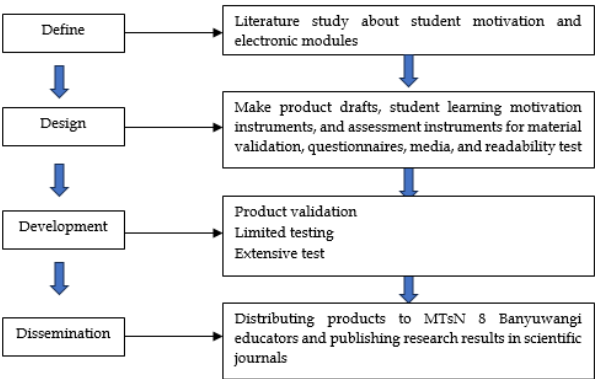 Define
Literature study about student motivation and
electronic modules
Design
Make product drafts, student learning motivation
instruments, and assessment instruments for material
validation, questionnaires, media, and readability test
Development
Product validation
Limited testing
Extensive test
Dissemination
Distributing products to MTsN 8 Banyuwangi
educators and publishing research results in scientific
journals